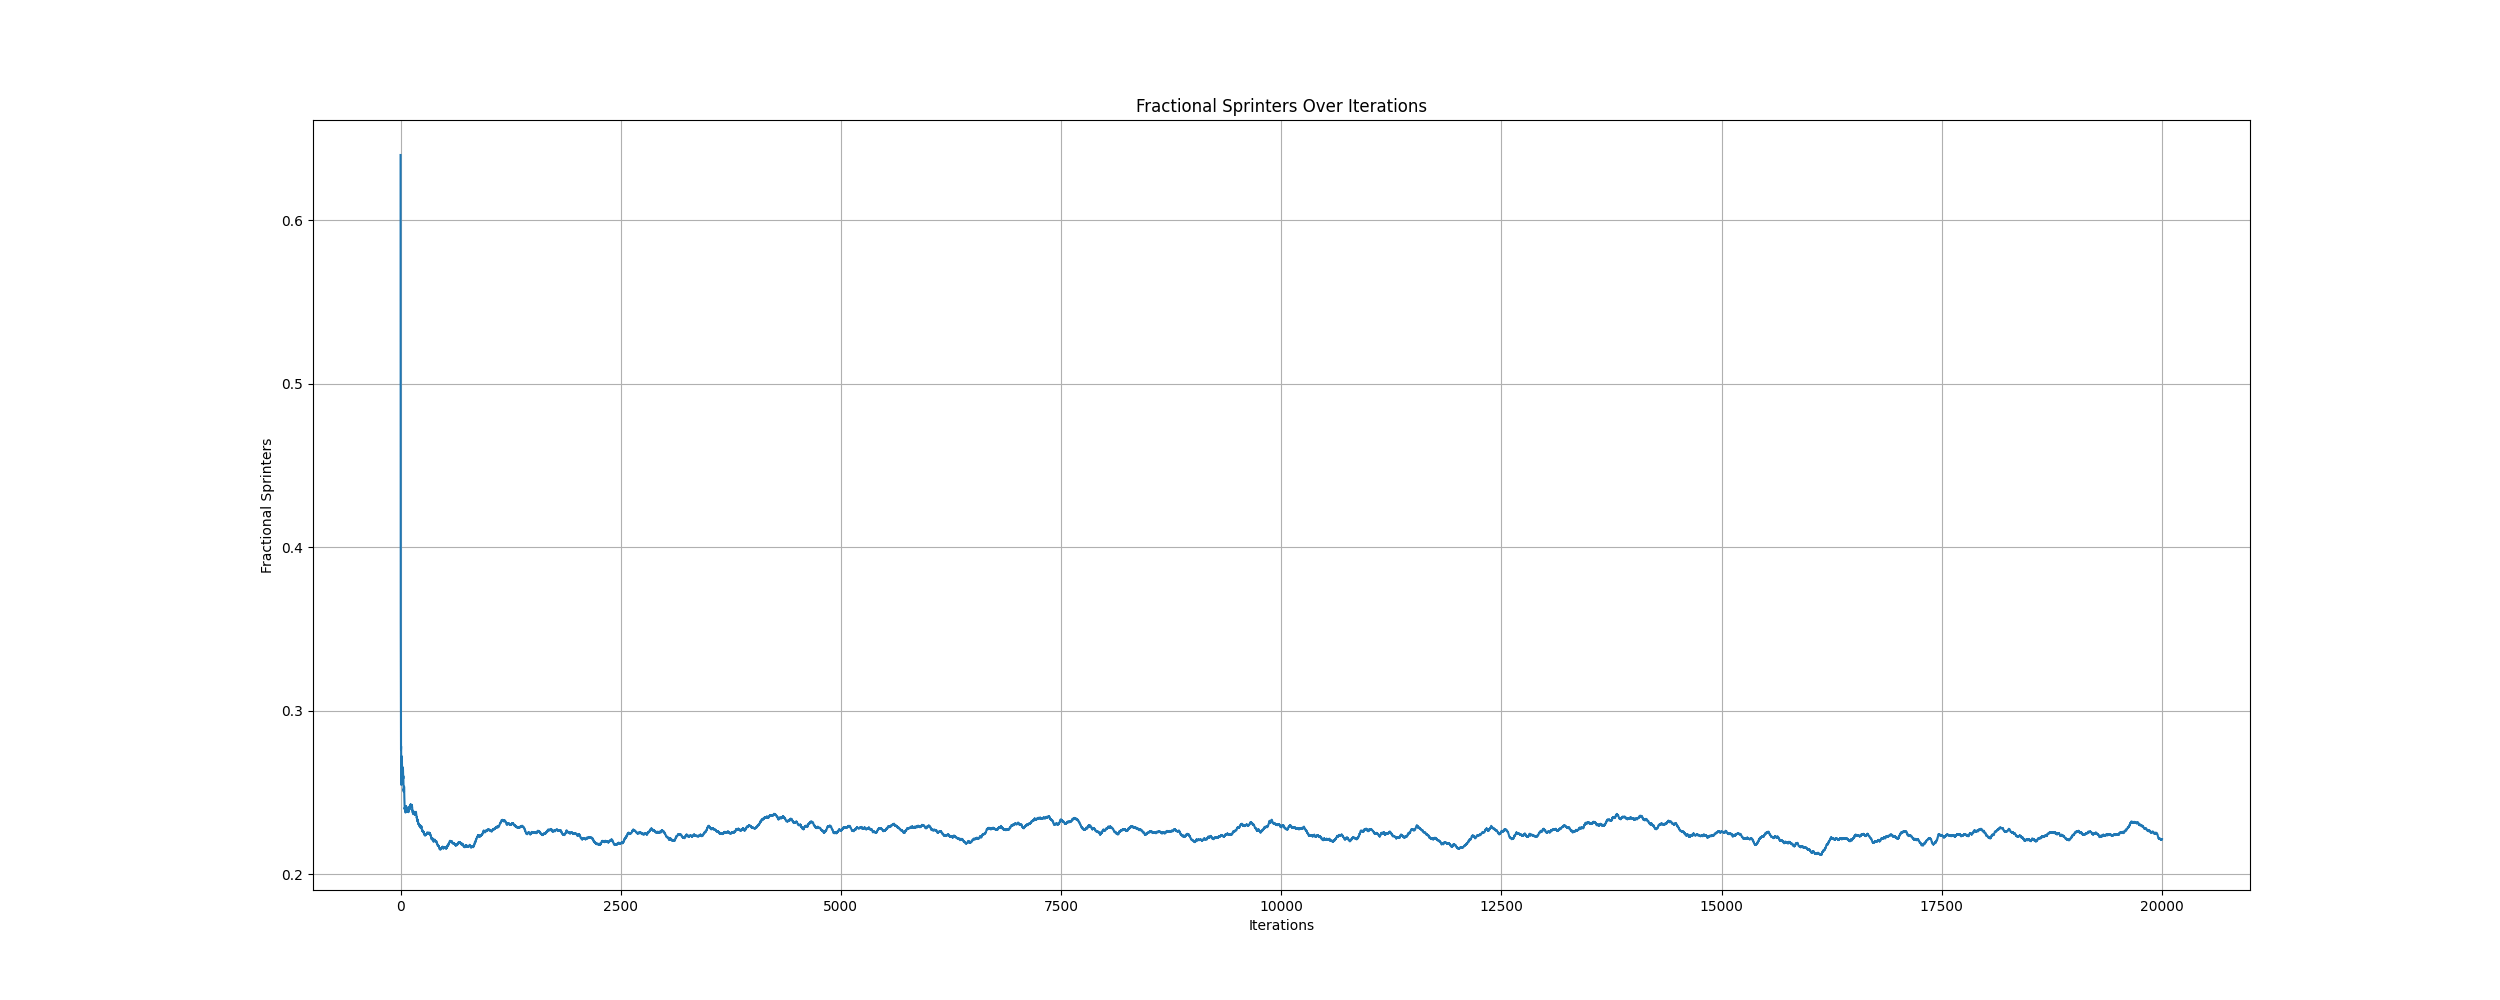 Fractional Sprinters Over Iterations
Fractional Sprinters
0.6
0.5
0.4
0.3
0.2
0 2500 5000 7500 10000 12500 15000 17500 20000
Iterations